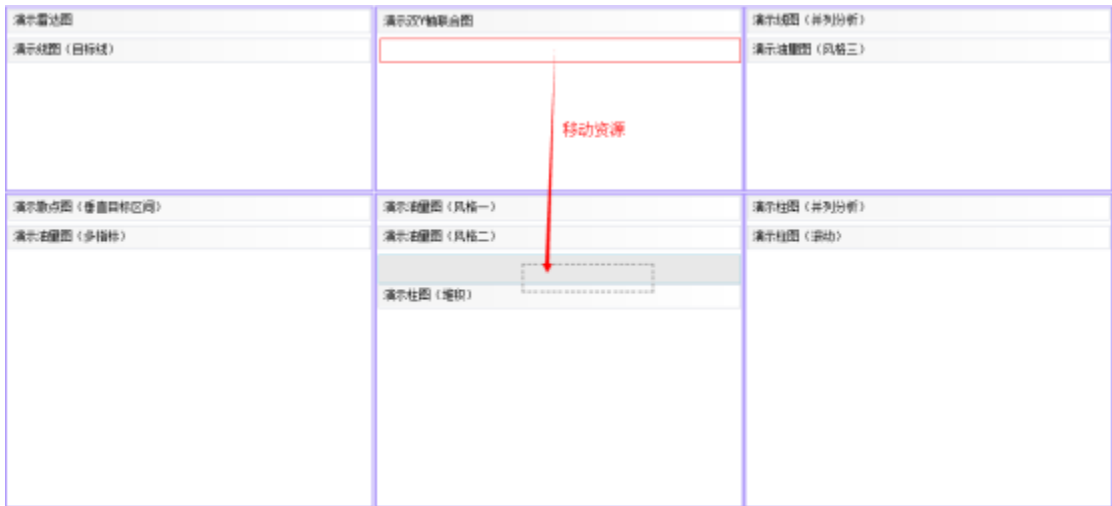 演示雷达图
演示线图（目标线）
演示双Y轴联合图
移动资源
演示线图（并列分析）
演示油量图（风格三）
演示散点图（垂直目标区间）
演示油量图（多指标）
演示油量图（风格一）
演示油量图（风格二）
演示柱图（堆积）
演示柱图（并列分析）
演示柱图（滚动）